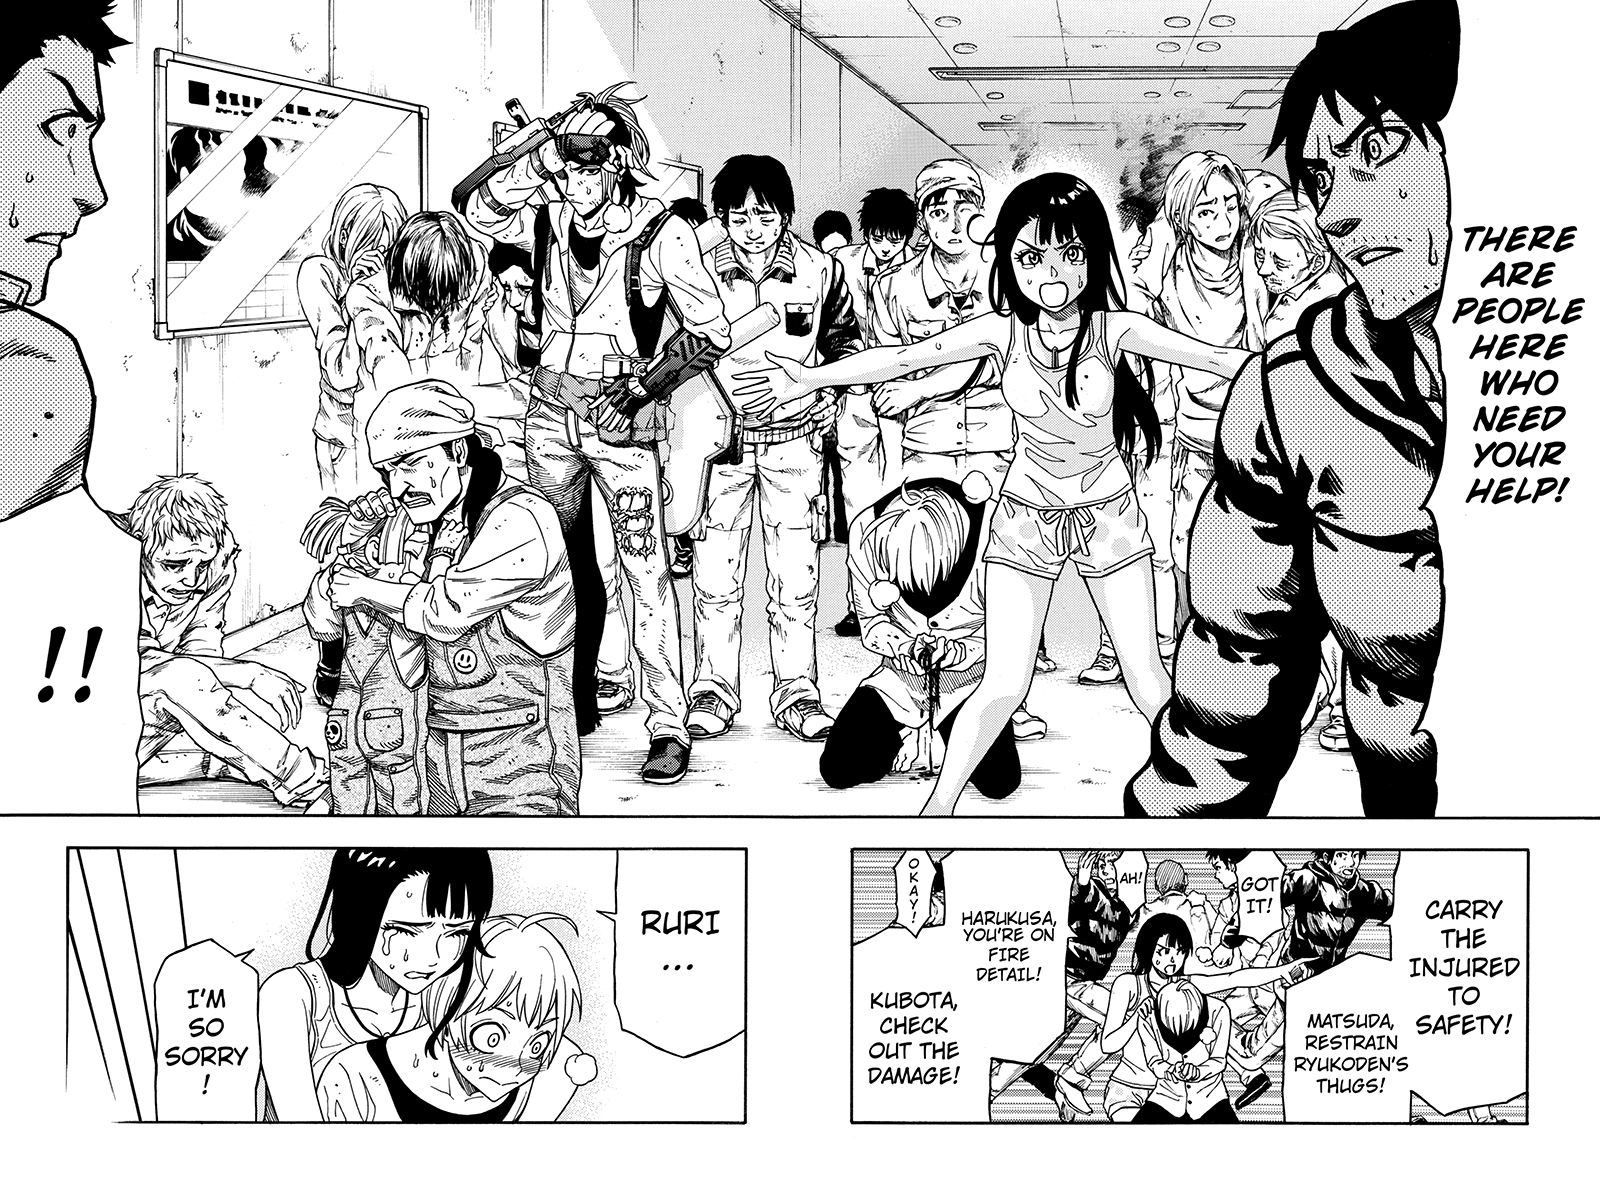 THERE
ARE
PEOPLE
HERE
WHO
NEED
YOUR
HELP!
!!
CARRY
THE
INJURED
TO
SAFETY!
GOT
IT!
MATSUDA,
RESTRAIN
RYUKODEN'S
THUGS!
AH!
HARUKUSA,
YOU'RE ON
FIRE
DETAIL!
OKAY!
KUBOTA,
CHECK
OUT THE
DAMAGE!
RURI
...
I'M
SO
SORRY
!